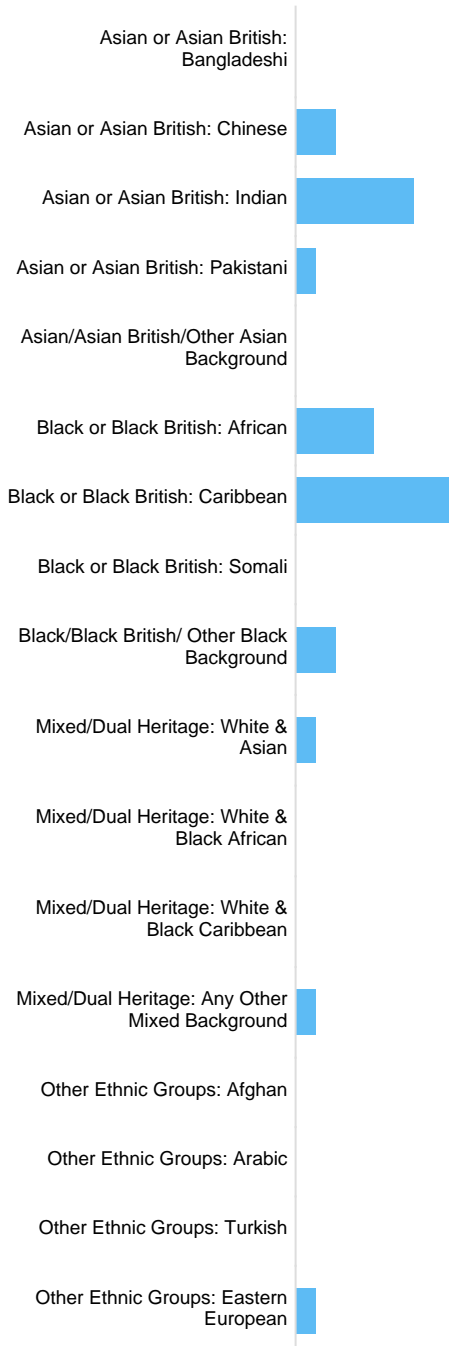 Asian or Asian British:
Bangladeshi
Asian or Asian British: Chinese
Asian or Asian British: Indian
Asian or Asian British: Pakistani
Asian/Asian British/Other Asian
Background
Black or Black British: African
Black or Black British: Caribbean
Black or Black British: Somali
Black/Black British/ Other Black
Background
Mixed/Dual Heritage: White &
Asian
Mixed/Dual Heritage: White &
Black African
Mixed/Dual Heritage: White &
Black Caribbean
Mixed/Dual Heritage: Any Other
Mixed Background
Other Ethnic Groups: Afghan
Other Ethnic Groups: Arabic
Other Ethnic Groups: Turkish
Other Ethnic Groups: Eastern
European